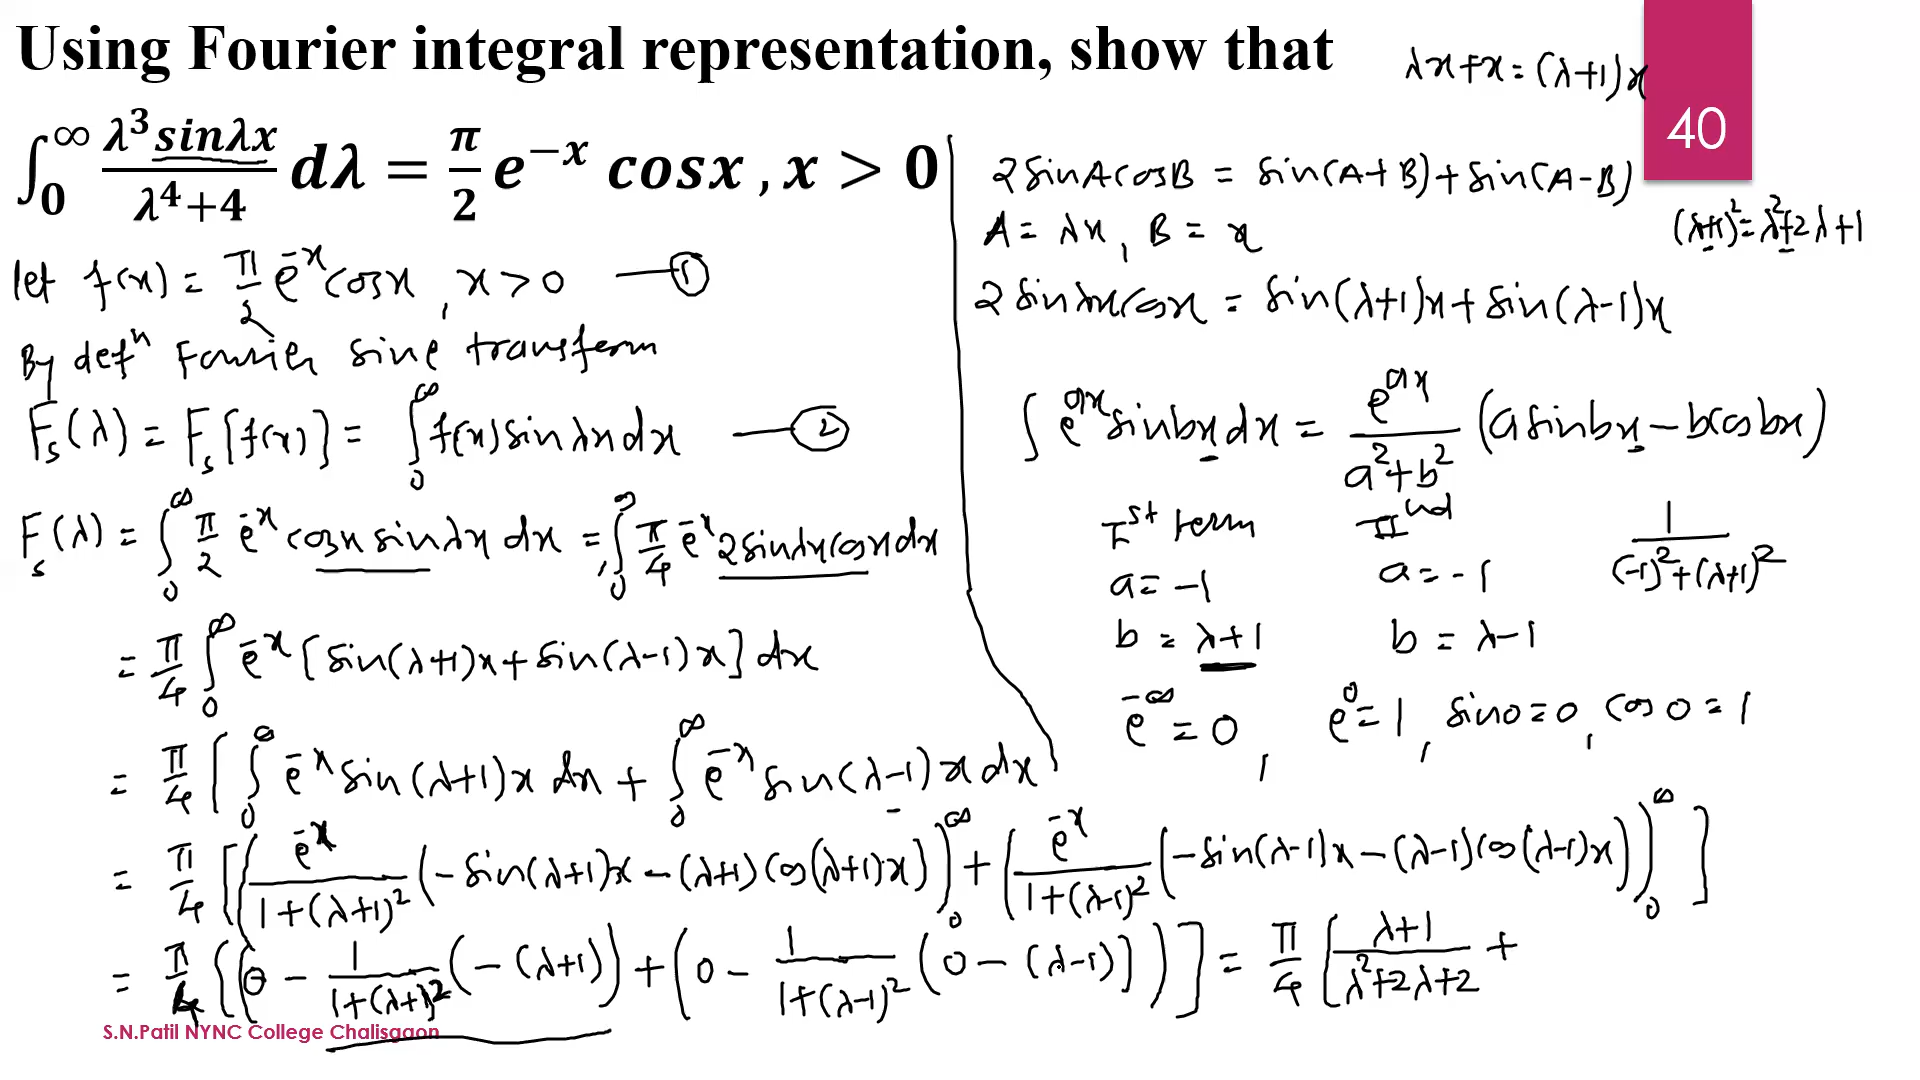 Using Fourier integral representation, show that
∫₀^∞ λ³sinλx/(λ⁴+4) dλ = π/2 e^(−x) cosx , x > 0
let f(x) = π/2 e^(-x) cosx , x > 0 — ①
By defⁿ Fourier sine transform
F_s(λ) = F_s[f(x)] = ∫₀^∞ f(x) sinλx dx — ②
F_s(λ) = ∫₀^∞ π/2 e^(-x) cosx sinλx dx = ∫₀^∞ π/4 e^(-x) 2sinλx cosx dx
= π/4 ∫₀^∞ e^(-x) [sin(λ+1)x + sin(λ-1)x] dx
= π/4 [∫₀^∞ e^(-x) sin(λ+1)x dx + ∫₀^∞ e^(-x) sin(λ-1)x dx
= π/4 [(e^(-x)/(1+(λ+1)²) (-sin(λ+1)x - (λ+1)cos(λ+1)x))₀^∞ + (e^(-x)/(1+(λ-1)²) (-sin(λ-1)x - (λ-1)cos(λ-1)x))₀^∞]
= π/4 [(0 - 1/(1+(λ+1)²) (-(λ+1)) + (0 - 1/(1+(λ-1)²) (0 - (λ-1)))] = π/4 [(λ+1)/(λ²+2λ+2) +
S.N.Patil NYNC College Chalisgaon
λx+x = (λ+1)x
40
2 sinA cosB = sin(A+B) + sin(A-B)
(λ+1)² = λ²+2λ+1
A = λx , B = x
2 sinλx cosx = sin(λ+1)x + sin(λ-1)x
∫ e^(ax) sinbx dx = e^(ax)/(a²+b²) (a sinbx - b cosbx)
Ist term IInd 1/((-1)²+(λ+1)²)
a = -1 a = -1
b = λ+1 b = λ-1
e^(-∞) = 0 , e⁰ = 1 , sin0 = 0 , cos0 = 1